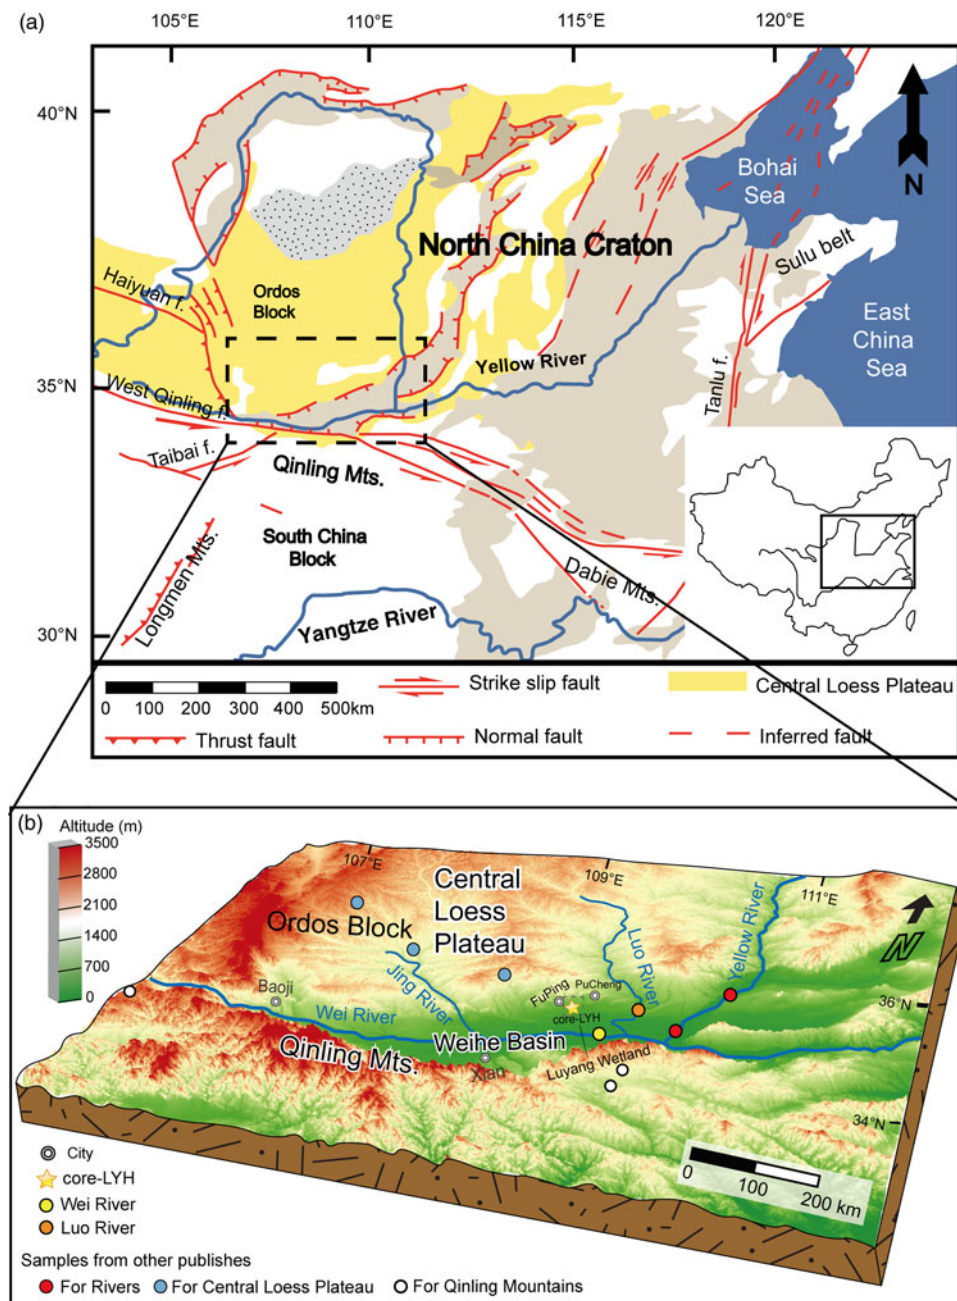 (a)
105°E
110°E
115°E
120°E
40°N
35°N
30°N
N
Bohai
Sea
North China Craton
Sulu belt
Haiyuan f.
Ordos
Block
East
China
Sea
Yellow River
Tanlu f.
West Qinling f.
Taibai f.
Qinling Mts.
South China
Block
Longmen Mts.
Dabie Mts.
Yangtze River
0 100 200 300 400 500km
Strike slip fault
Central Loess Plateau
Thrust fault
Normal fault
Inferred fault
(b)
Altitude (m)
3500
2800
2100
1400
700
0
107°E
109°E
111°E
Central
Loess
Plateau
Ordos Block
Jing River
Luo River
Yellow River
N
Baoji
FuPing
PuCheng
core-LYH
36°N
Wei River
Weihe Basin
Qinling Mts.
Xian
Luyang Wetland
34°N
0 100 200 km
City
core-LYH
Wei River
Luo River
Samples from other publishes
For Rivers
For Central Loess Plateau
For Qinling Mountains